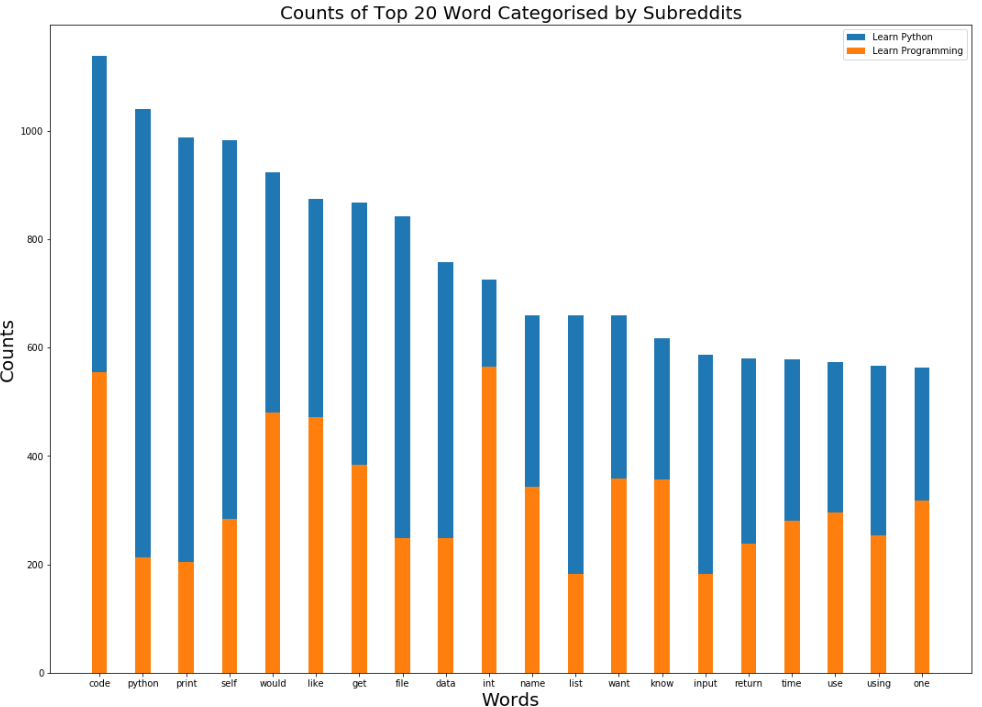 Counts of Top 20 Word Categorised by Subreddits
Learn Python
Learn Programming
Counts
1000
800
600
400
200
0
code python print self would like get file data int name list want know input return time use using one
Words